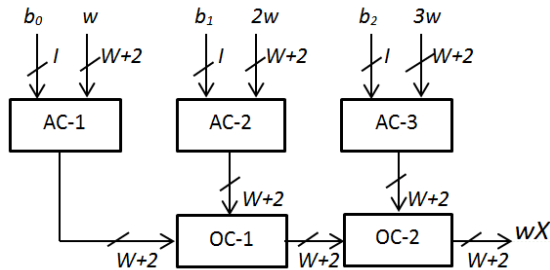 b₀ w b₁ 2w b₂ 3w
I W+2 I W+2 I W+2
AC-1 AC-2 AC-3
W+2 W+2
OC-1 OC-2 wX
W+2 W+2 W+2